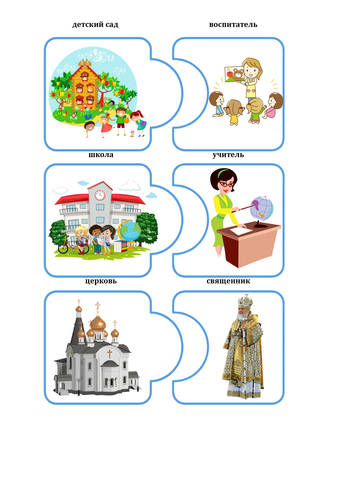 детский сад
воспитатель
школа
учитель
церковь
священник